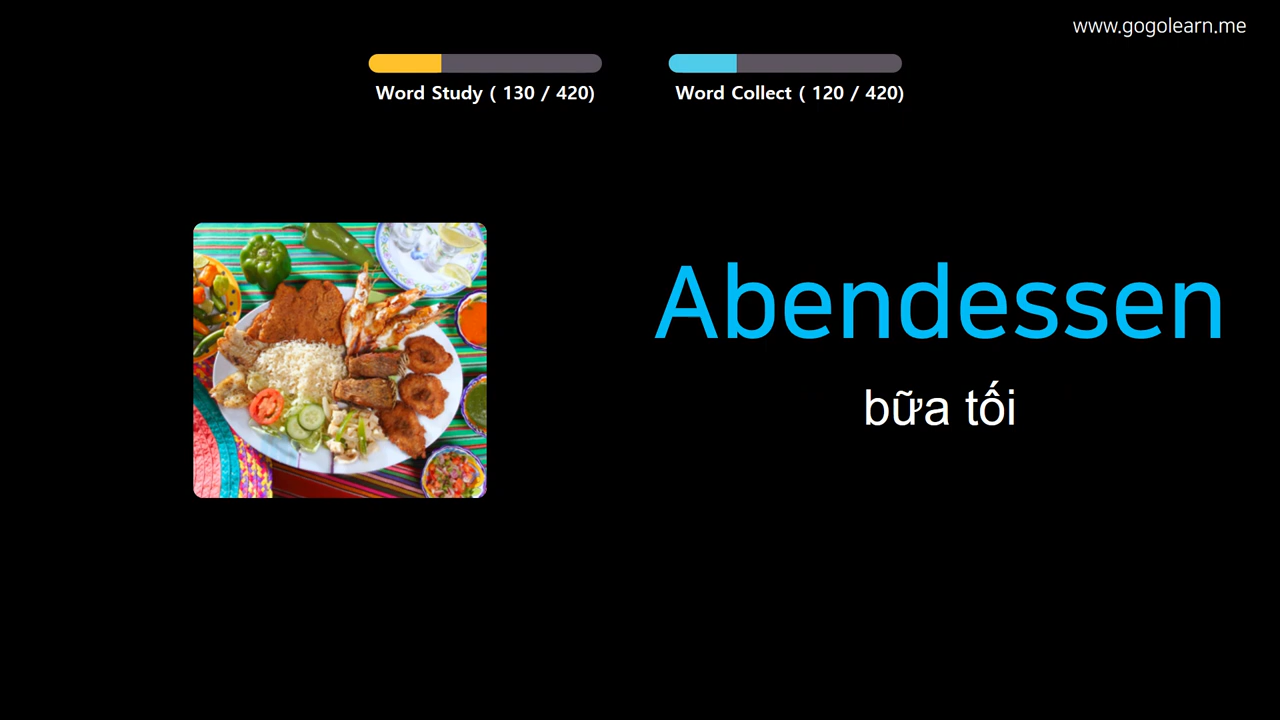 www.gogolearn.me
Word Study ( 130 / 420)
Word Collect ( 120 / 420)
Abendessen
bữa tối